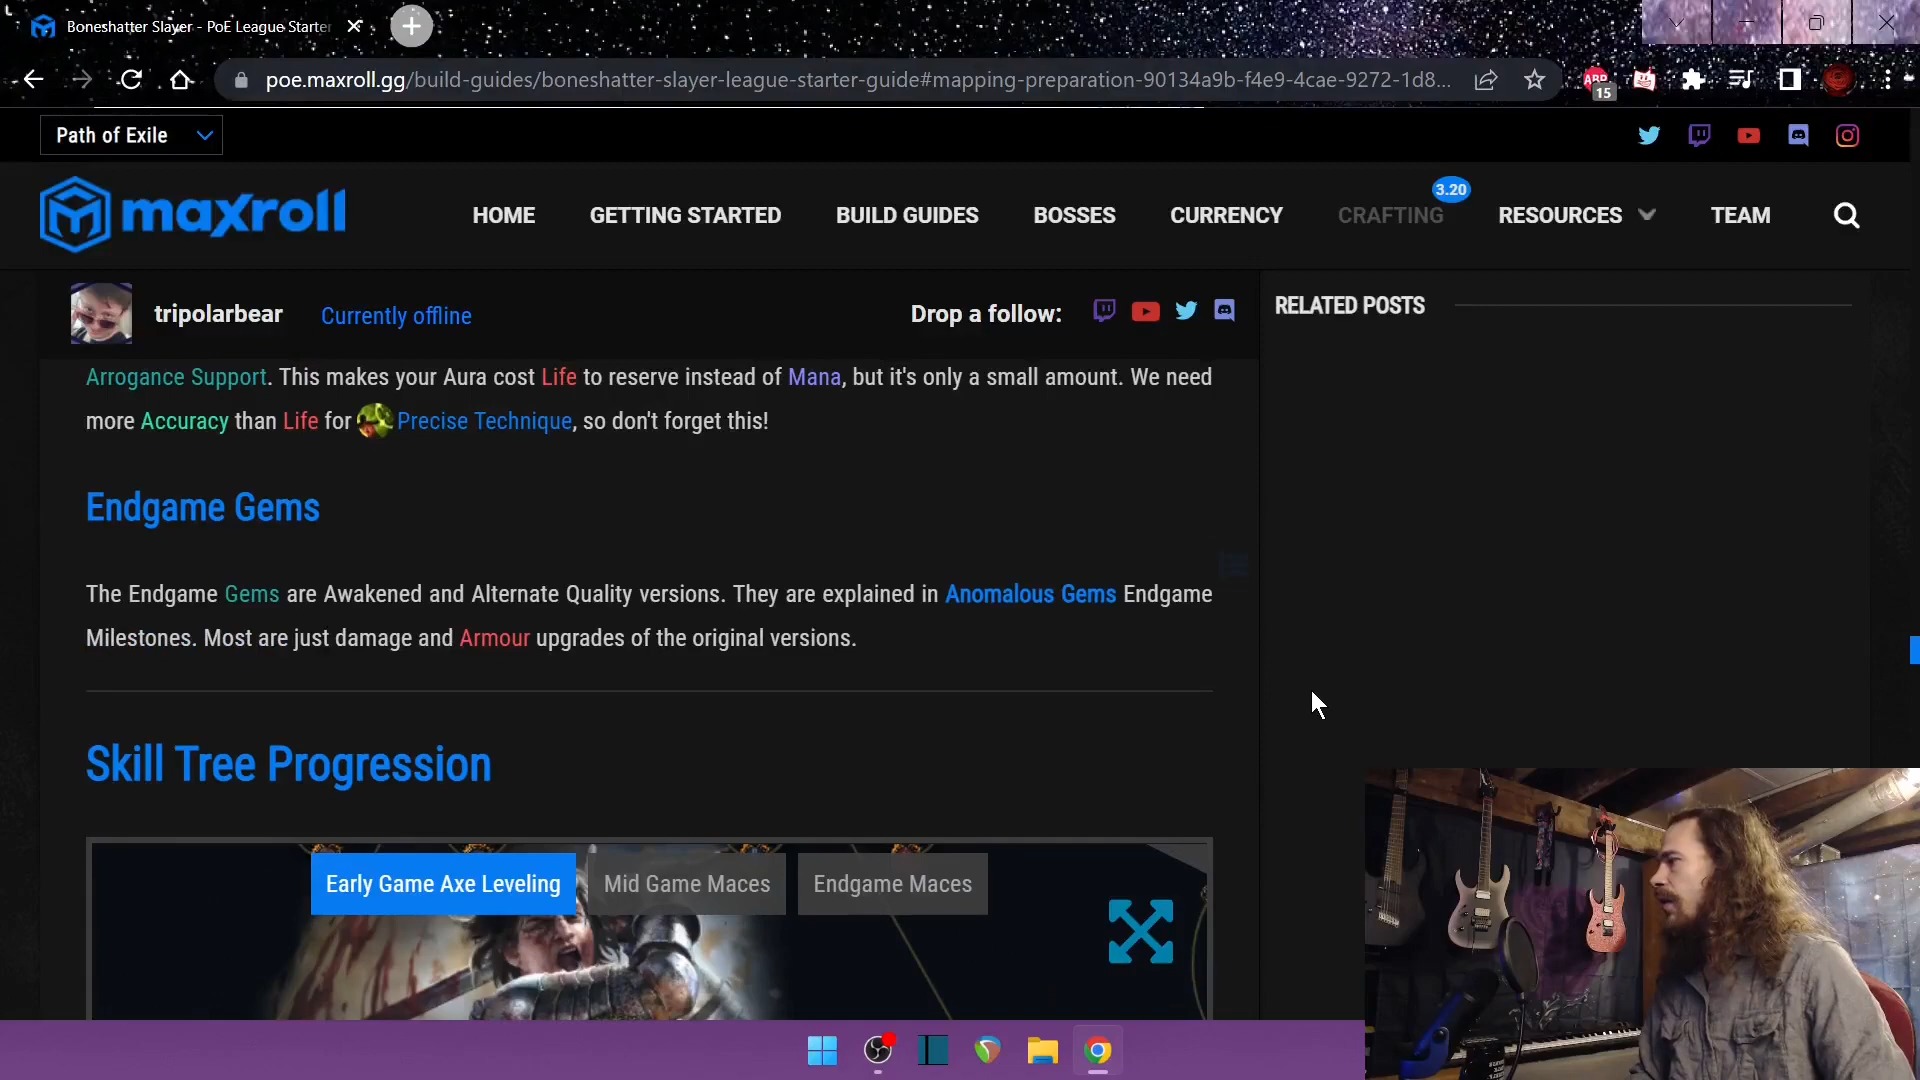 Boneshatter Slayer - PoE League Starter
poe.maxroll.gg/build-guides/boneshatter-slayer-league-starter-guide#mapping-preparation-90134a9b-f4e9-4cae-9272-1d8...
ABP
15
Path of Exile
maxroll
HOME
GETTING STARTED
BUILD GUIDES
BOSSES
CURRENCY
CRAFTING
3.20
RESOURCES
TEAM
tripolarbear
Currently offline
Drop a follow:
RELATED POSTS
Arrogance Support. This makes your Aura cost Life to reserve instead of Mana, but it's only a small amount. We need
more Accuracy than Life for Precise Technique, so don't forget this!
Endgame Gems
The Endgame Gems are Awakened and Alternate Quality versions. They are explained in Anomalous Gems Endgame
Milestones. Most are just damage and Armour upgrades of the original versions.
Skill Tree Progression
Early Game Axe Leveling
Mid Game Maces
Endgame Maces